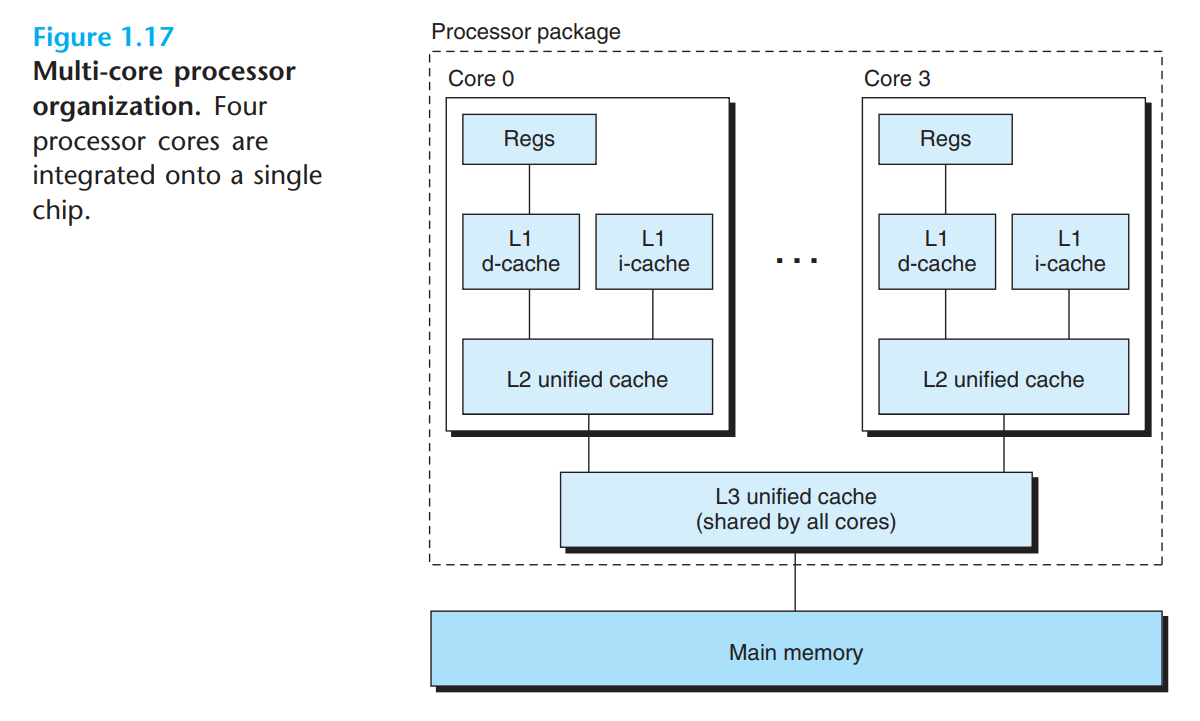 Figure 1.17
Multi-core processor
organization. Four
processor cores are
integrated onto a single
chip.
Processor package
Core 0
Regs
L1
d-cache
L1
i-cache
L2 unified cache
. . .
Core 3
Regs
L1
d-cache
L1
i-cache
L2 unified cache
L3 unified cache
(shared by all cores)
Main memory